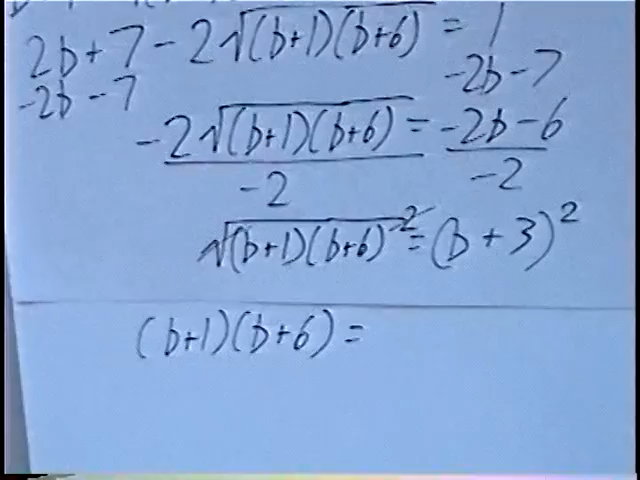 2b + 7 - 2√(b+1)(b+6) = 1
-2b - 7 -2b - 7
-2√(b+1)(b+6) = -2b - 6
-2 -2
√(b+1)(b+6)² = (b + 3)²
(b+1)(b+6) =